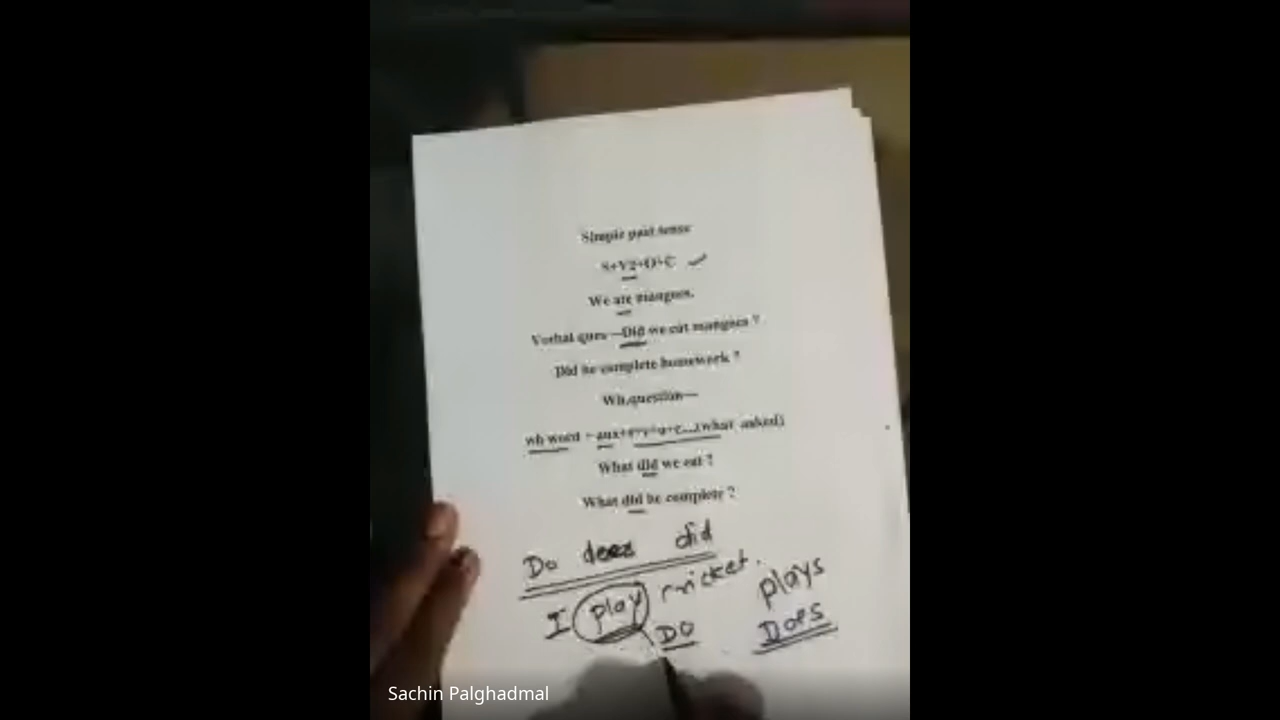 Simple past tense
S+V2+O+C
We ate mangoes.
Verbal ques —Did we eat mangoes ?
Did he complete homework ?
Wh.question—
wh word + aux+s+v+o+c...(what asked)
What did we eat ?
What did he complete ?
Do does did
I play cricket. plays
DO Does
Sachin Palghadmal